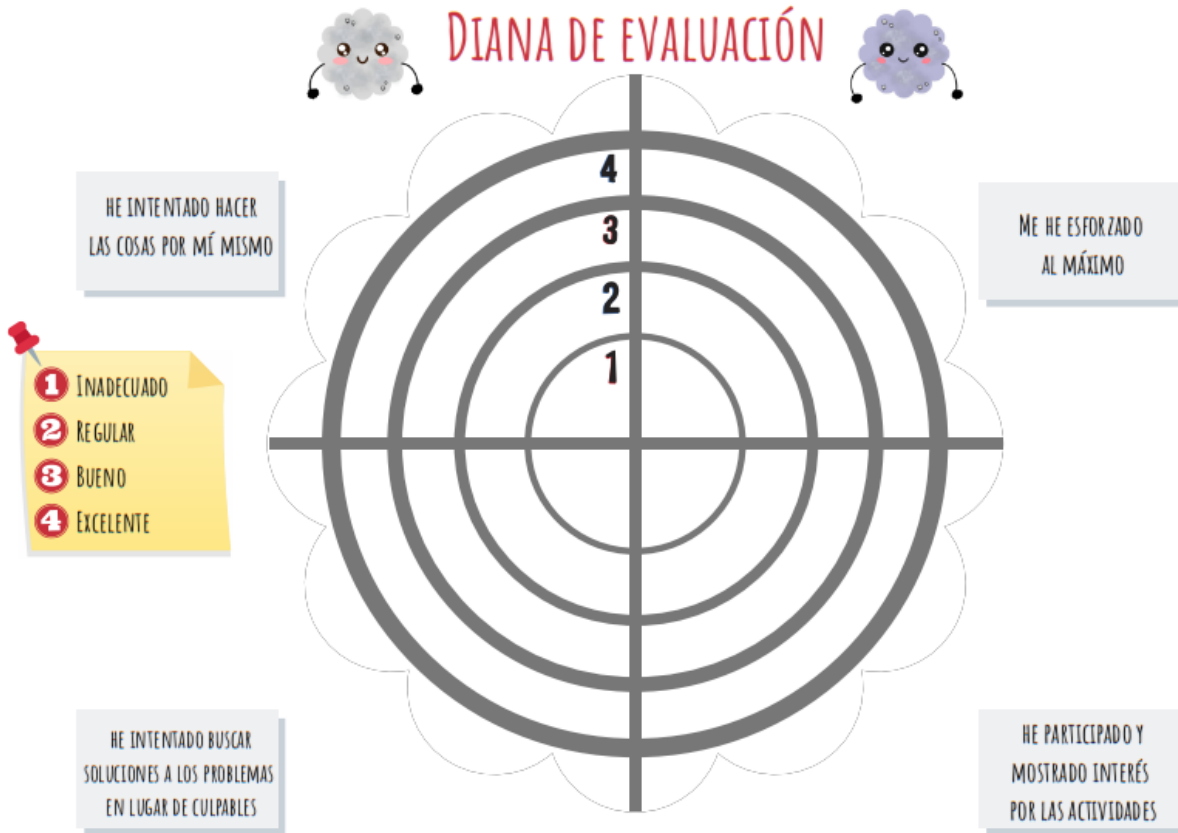 DIANA DE EVALUACIÓN
HE INTENTADO HACER
LAS COSAS POR MÍ MISMO
ME HE ESFORZADO
AL MÁXIMO
4
3
2
1
1 INADECUADO
2 REGULAR
3 BUENO
4 EXCELENTE
HE INTENTADO BUSCAR
SOLUCIONES A LOS PROBLEMAS
EN LUGAR DE CULPABLES
HE PARTICIPADO Y
MOSTRADO INTERÉS
POR LAS ACTIVIDADES